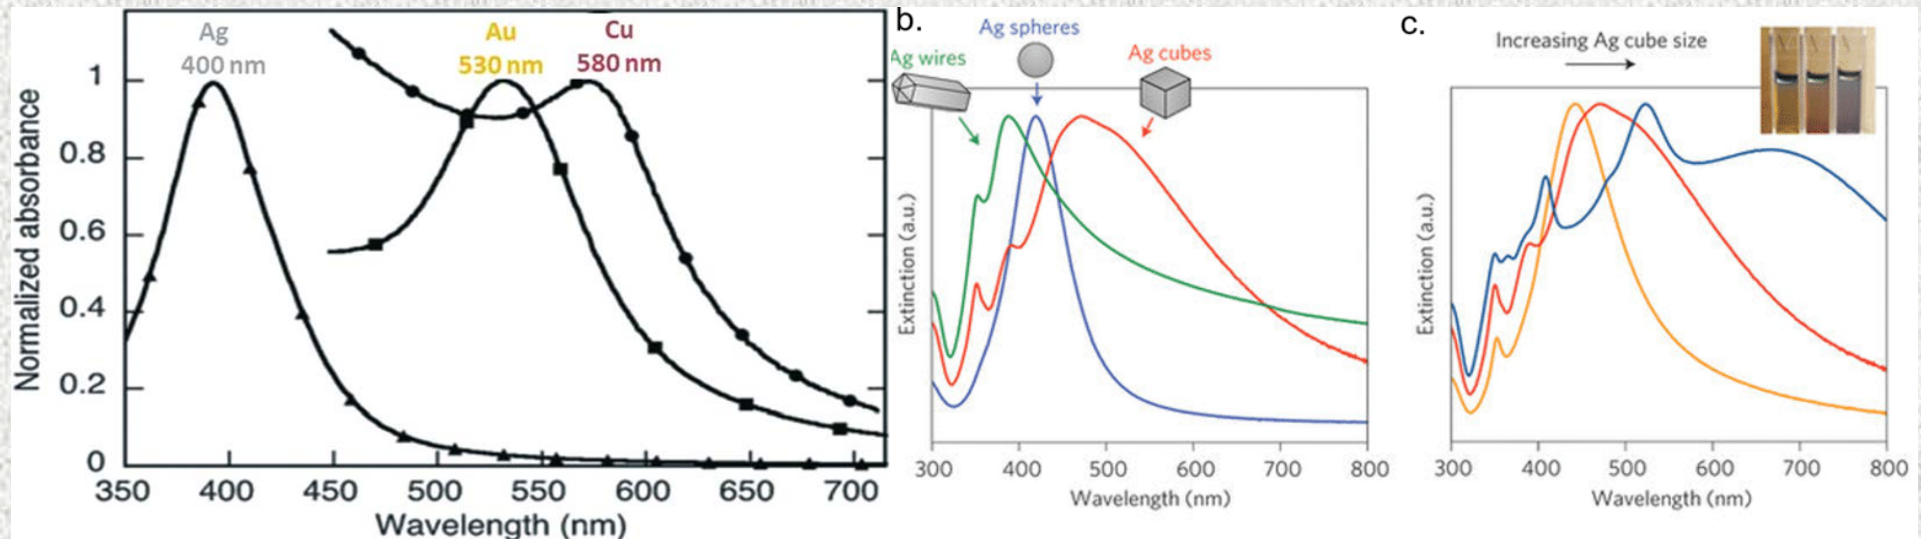 Ag
400 nm
Au
530 nm
Cu
580 nm
Normalized absorbance
1
0.8
0.6
0.4
0.2
0
350 400 450 500 550 600 650 700
Wavelength (nm)
b.
Ag wires
Ag spheres
Ag cubes
Extinction (a.u.)
300 400 500 600 700 800
Wavelength (nm)
c.
Increasing Ag cube size
Extinction (a.u.)
300 400 500 600 700 800
Wavelength (nm)